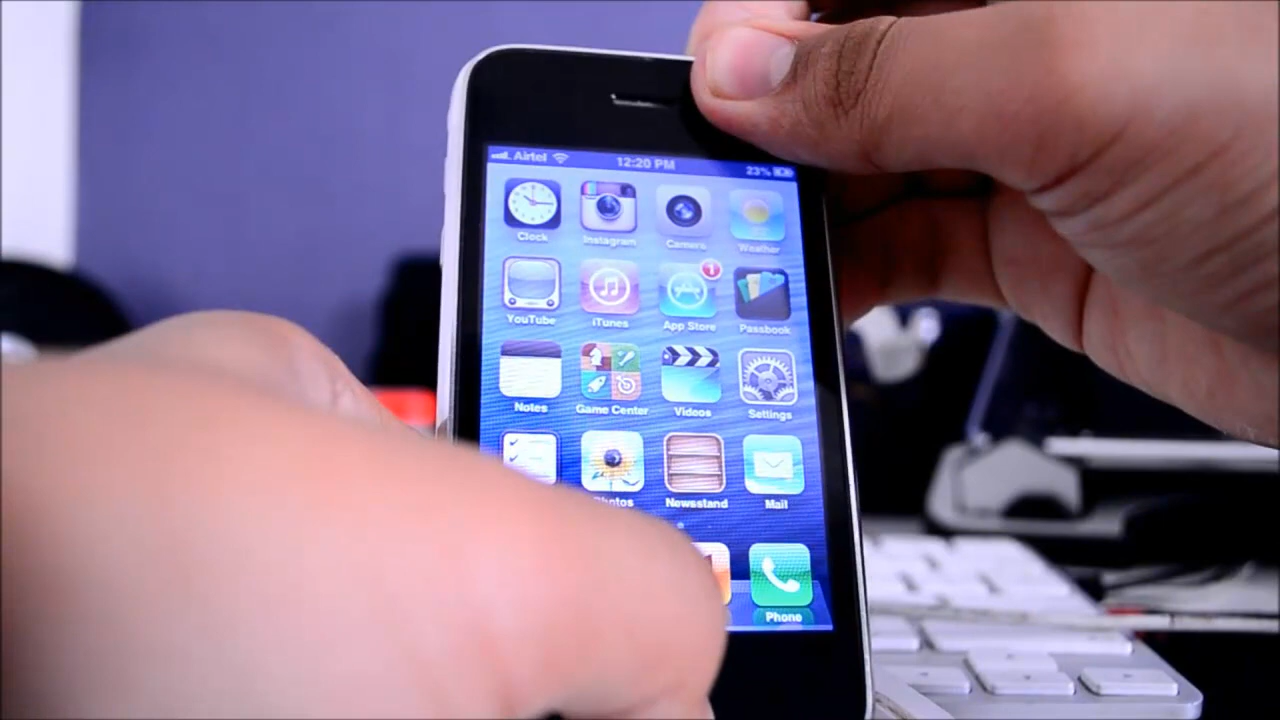 Airtel 12:20 PM 23%
Clock Instagram Camera Weather
1
YouTube iTunes App Store Passbook
Notes Game Center Videos Settings
Photos Newsstand Mail
Phone